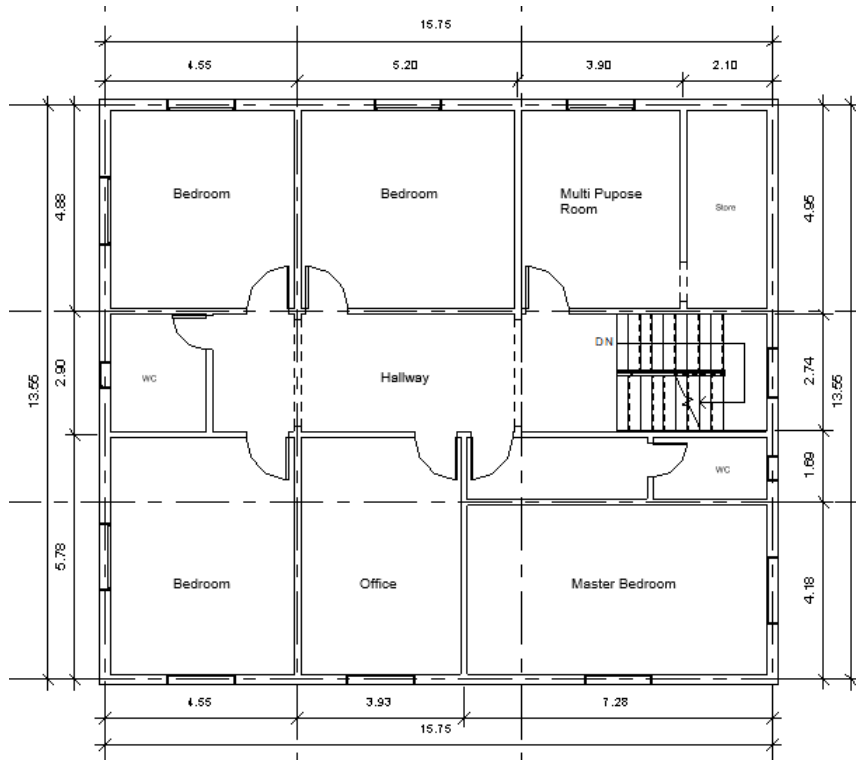 15.75
4.55 5.20 3.90 2.10
4.88
2.90
5.78
13.55
Bedroom
Bedroom
Multi Pupose
Room
Store
WC
Hallway
DN
WC
Bedroom
Office
Master Bedroom
4.95
2.74
1.69
4.18
13.55
4.55 3.93 7.28
15.75